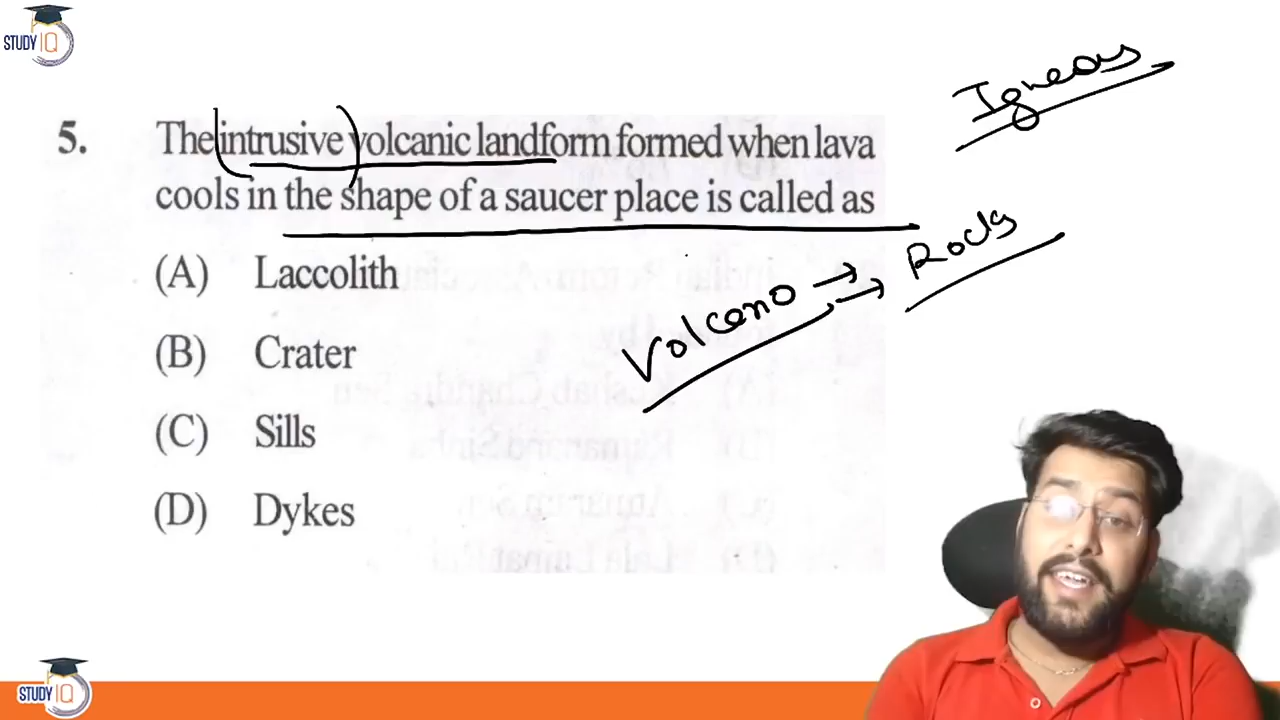 STUDY IQ
Igneous
5. The intrusive volcanic landform formed when lava
cools in the shape of a saucer place is called as
(A) Laccolith
(B) Crater
(C) Sills
(D) Dykes
Volcano → → Rocks
STUDY IQ